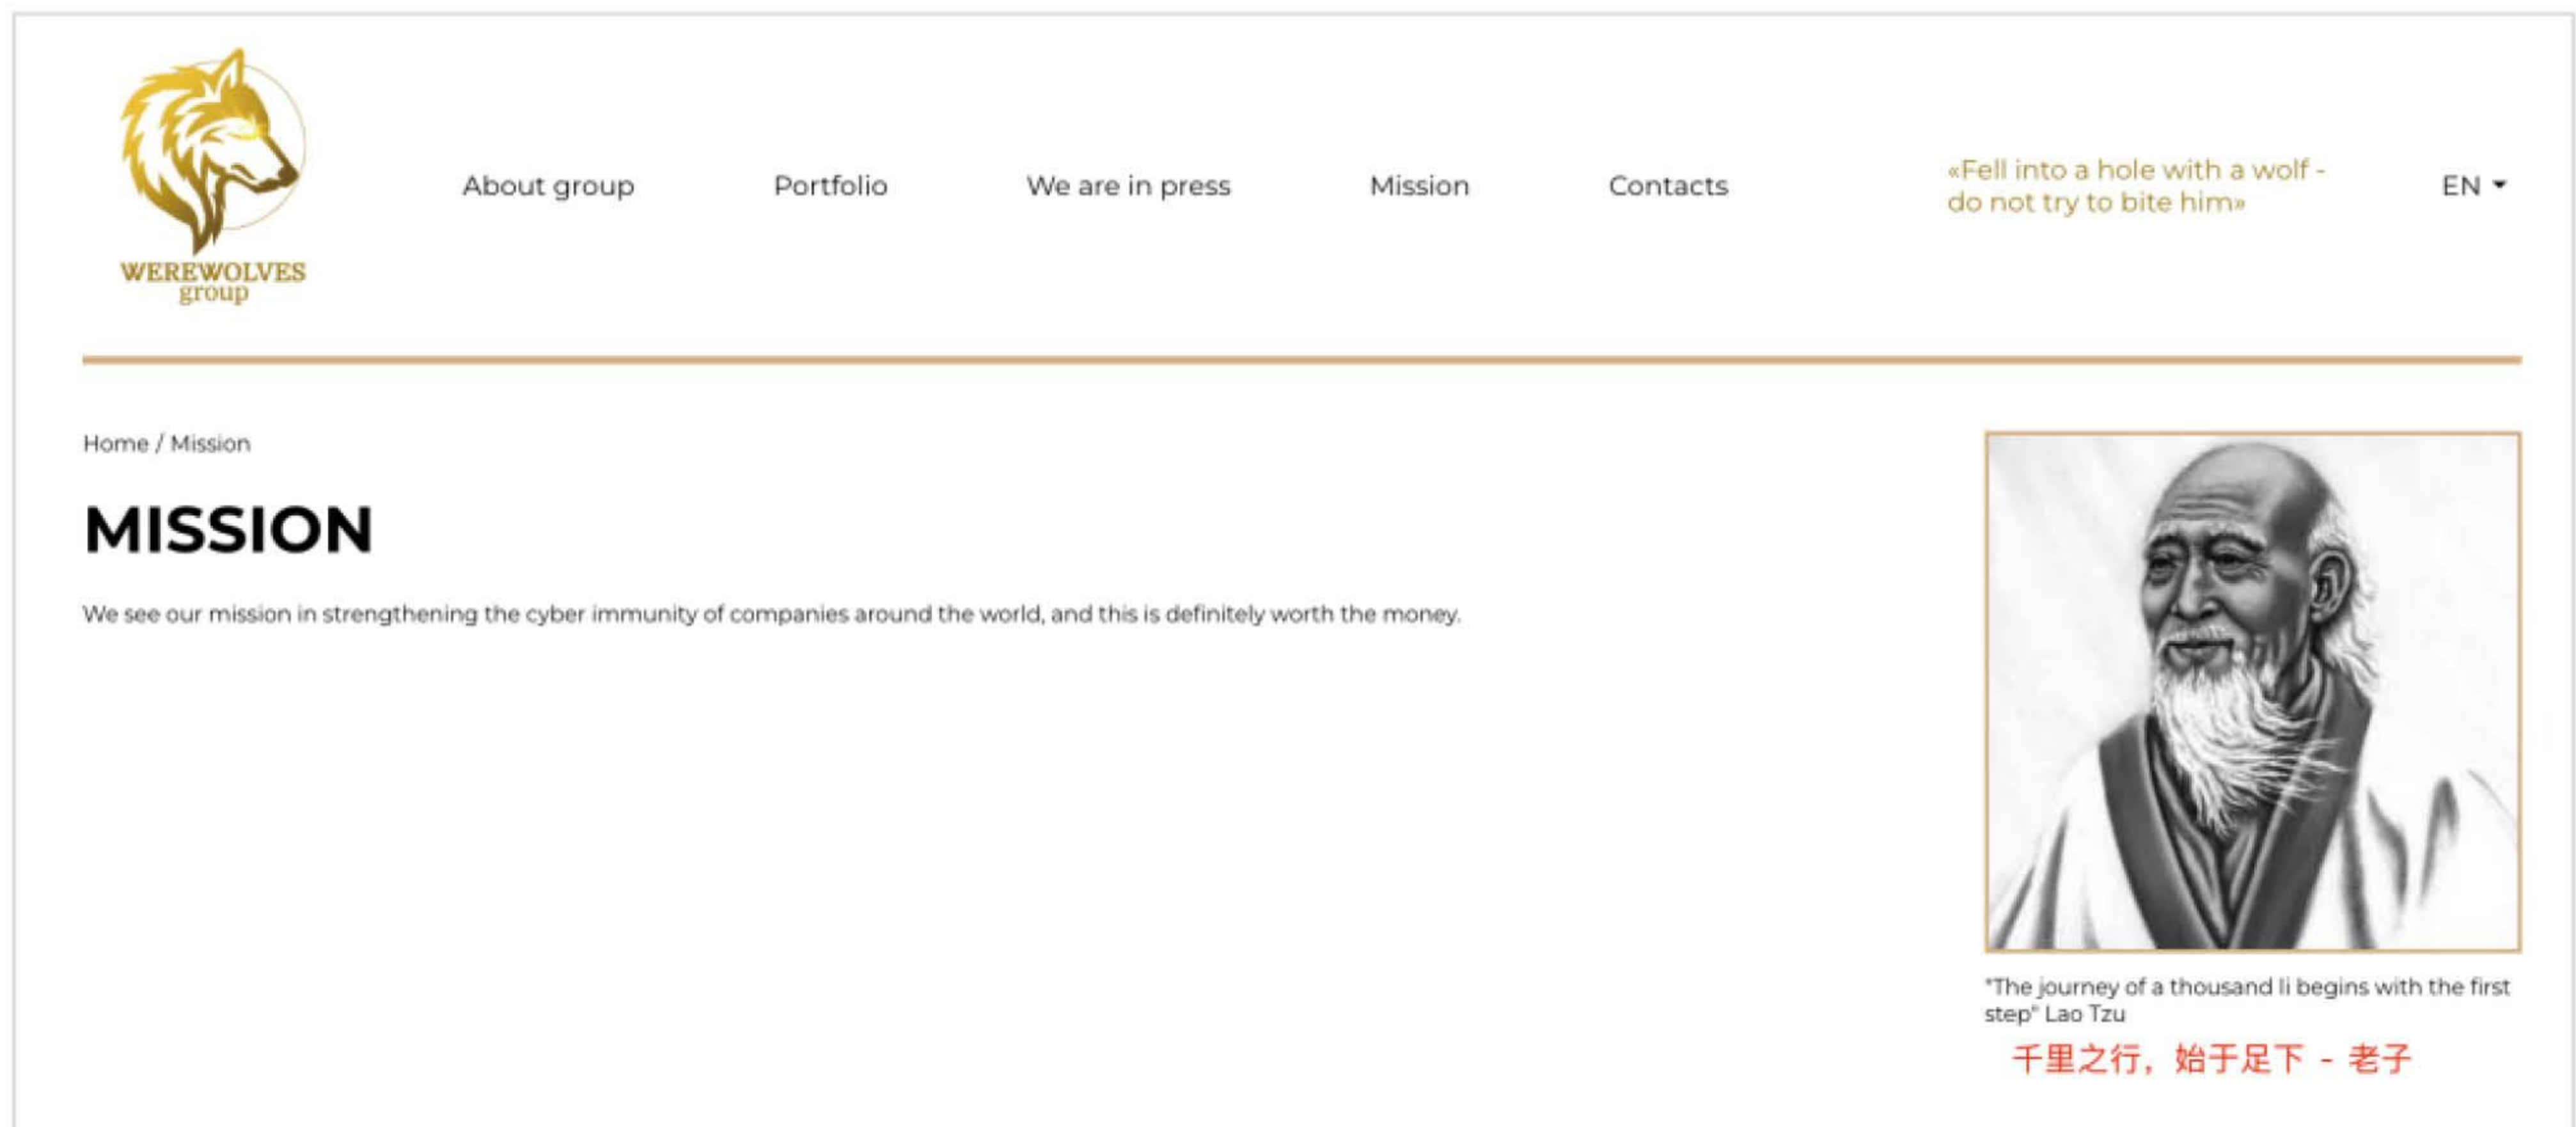 WEREWOLVES
group
About group
Portfolio
We are in press
Mission
Contacts
«Fell into a hole with a wolf -
do not try to bite him»
EN
Home / Mission
MISSION
We see our mission in strengthening the cyber immunity of companies around the world, and this is definitely worth the money.
"The journey of a thousand li begins with the first
step" Lao Tzu
千里之行，始于足下 - 老子